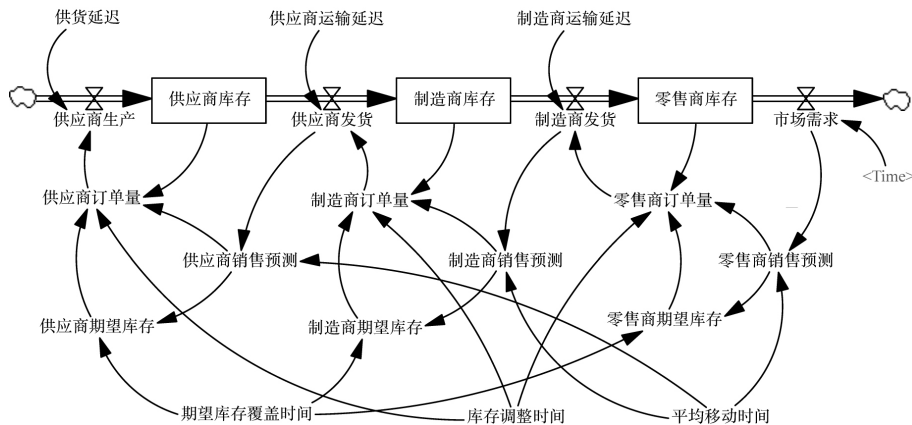 供货延迟
供应商运输延迟
制造商运输延迟
供应商库存
制造商库存
零售商库存
供应商生产
供应商发货
制造商发货
市场需求
<Time>
供应商订单量
制造商订单量
零售商订单量
供应商销售预测
制造商销售预测
零售商销售预测
供应商期望库存
制造商期望库存
零售商期望库存
期望库存覆盖时间
库存调整时间
平均移动时间